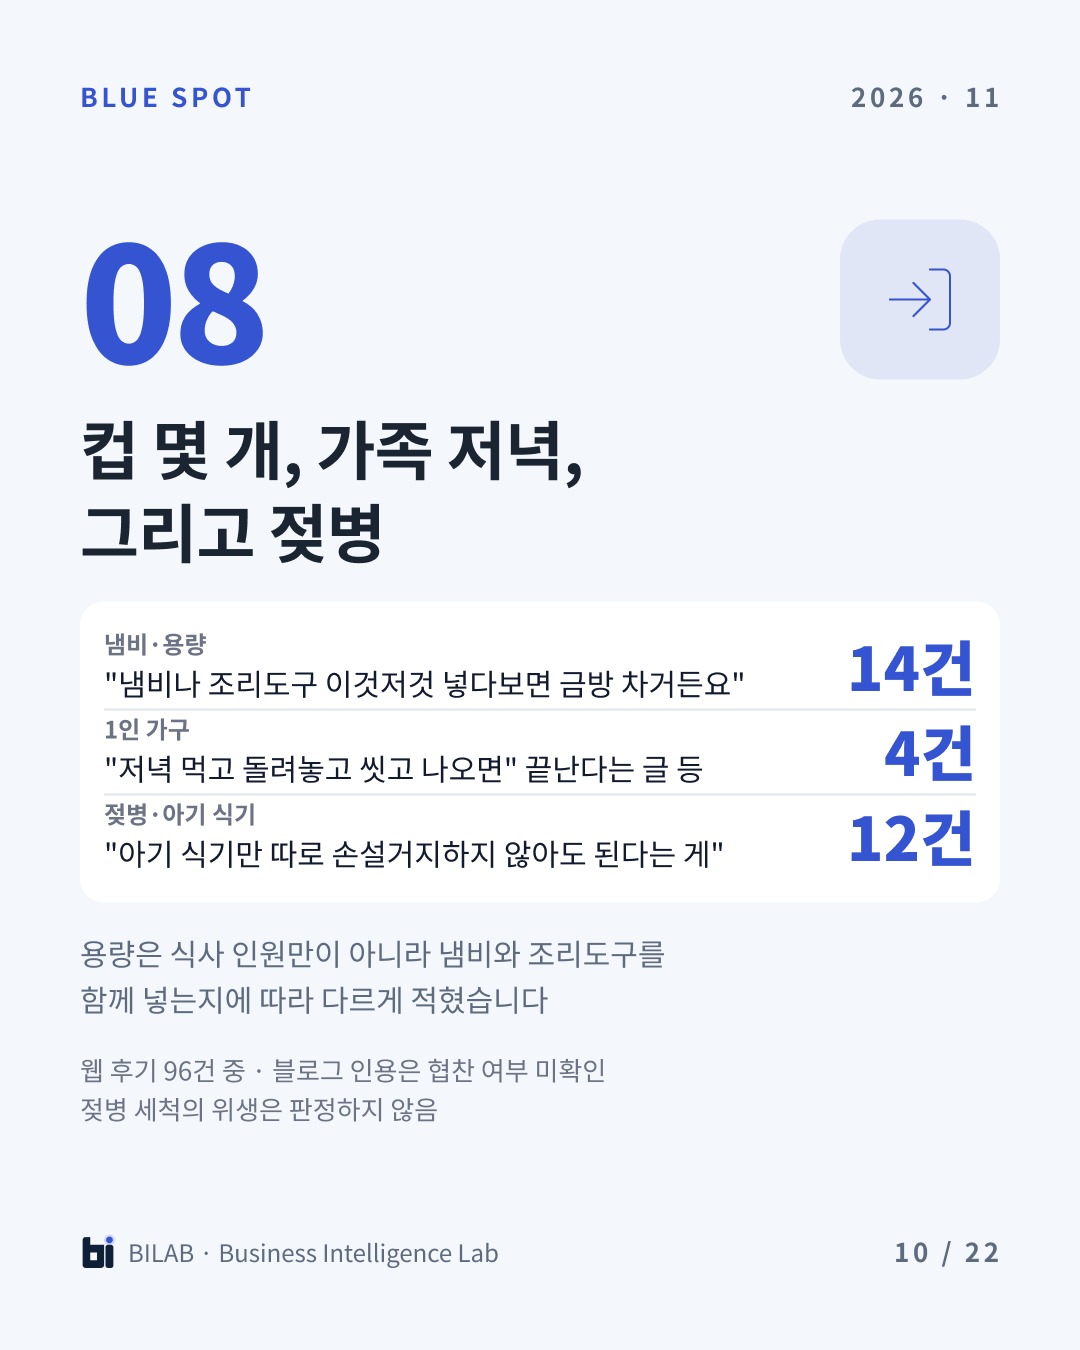 BLUE SPOT
2026 · 11
08
컵 몇 개, 가족 저녁,
그리고 젖병
냄비·용량
"냄비나 조리도구 이것저것 넣다보면 금방 차거든요"
14건
1인 가구
"저녁 먹고 돌려놓고 씻고 나오면" 끝난다는 글 등
4건
젖병·아기 식기
"아기 식기만 따로 손설거지하지 않아도 된다는 게"
12건
용량은 식사 인원만이 아니라 냄비와 조리도구를
함께 넣는지에 따라 다르게 적혔습니다
웹 후기 96건 중 · 블로그 인용은 협찬 여부 미확인
젖병 세척의 위생은 판정하지 않음
bi BILAB · Business Intelligence Lab
10 / 22